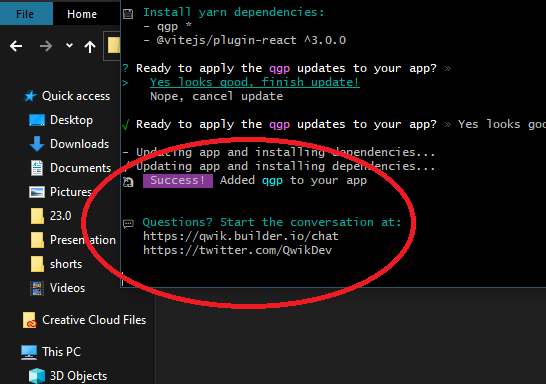 File
Home
Quick access
Desktop
Downloads
Documents
Pictures
23.0
Presentation
shorts
Videos
Creative Cloud Files
This PC
3D Objects
Install yarn dependencies:
- qgp *
- @vitejs/plugin-react ^3.0.0
? Ready to apply the qgp updates to your app? »
> Yes looks good, finish update!
Nope, cancel update
√ Ready to apply the qgp updates to your app? » Yes looks good
- Updating app and installing dependencies...
√ Updating app and installing dependencies...
Success! Added qgp to your app
Questions? Start the conversation at:
https://qwik.builder.io/chat
https://twitter.com/QwikDev